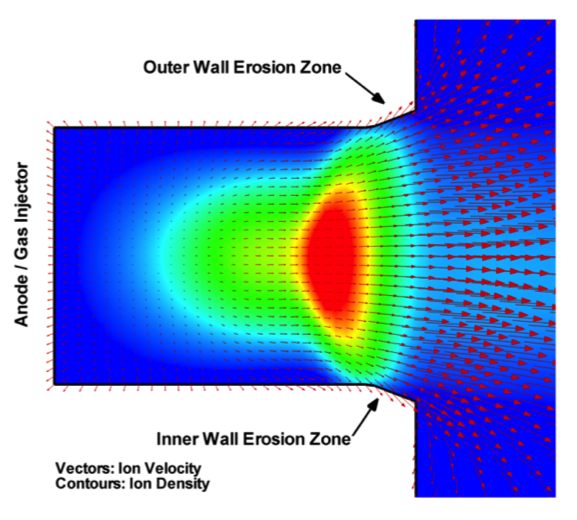 Outer Wall Erosion Zone
Anode / Gas Injector
Inner Wall Erosion Zone
Vectors: Ion Velocity
Contours: Ion Density